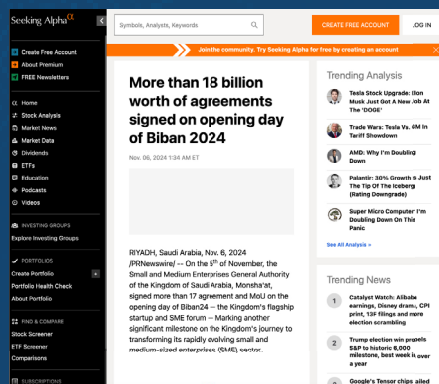 Seeking Alpha α
Symbols, Analysts, Keywords
CREATE FREE ACCOUNT
LOG IN
Join the community. Try Seeking Alpha for free by creating an account
Create Free Account
About Premium
FREE Newsletters
Home
Stock Analysis
Market News
Market Data
Dividends
ETFs
Education
Podcasts
Videos
INVESTING GROUPS
Explore Investing Groups
PORTFOLIOS
Create Portfolio
Portfolio Health Check
About Portfolio
FIND & COMPARE
Stock Screener
ETF Screener
Comparisons
SUBSCRIPTIONS
More than 18 billion
worth of agreements
signed on opening day
of Biban 2024
Nov. 06, 2024 1:34 AM ET
RIYADH, Saudi Arabia, Nov. 6, 2024
/PRNewswire/ -- On the 5th of November, the
Small and Medium Enterprises General Authority
of the Kingdom of Saudi Arabia, Monsha'at,
signed more than 17 agreement and MoU on the
opening day of Biban24 – the kingdom's flagship
startup and SME forum – Marking another
significant milestone on the Kingdom's journey to
transforming its rapidly evolving small and
medium-sized enterprises (SME) sector.
Trending Analysis
Tesla Stock Upgrade: Elon
Musk Just Got A New Job At
The 'DOGE'
Trade Wars: Tesla Vs. GM In
Tariff Showdown
AMD: Why I'm Doubling
Down
Palantir: 30% Growth Is Just
The Tip Of The Iceberg
(Rating Downgrade)
Super Micro Computer I'm
Doubling Down On This
Panic
See All Analysis »
Trending News
1 Catalyst Watch: Alibaba
earnings, Disney drama, CPI
print, 13F filings and more
election scrambling
2 Trump election win propels
S&P to historic 6,000
milestone, best week in over
a year
3 Google's Tensor chips ailed